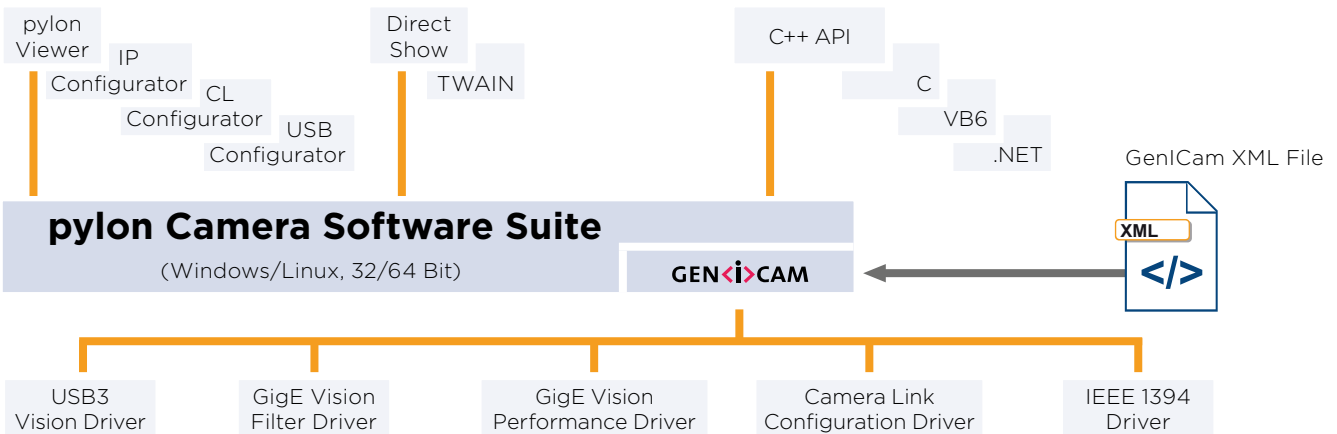 pylon
Viewer
IP
Configurator
CL
Configurator
USB
Configurator
Direct
Show
TWAIN
C++ API
C
VB6
.NET
GenICam XML File
XML
</>
pylon Camera Software Suite
(Windows/Linux, 32/64 Bit)
GEN<i>CAM
USB3
Vision Driver
GigE Vision
Filter Driver
GigE Vision
Performance Driver
Camera Link
Configuration Driver
IEEE 1394
Driver